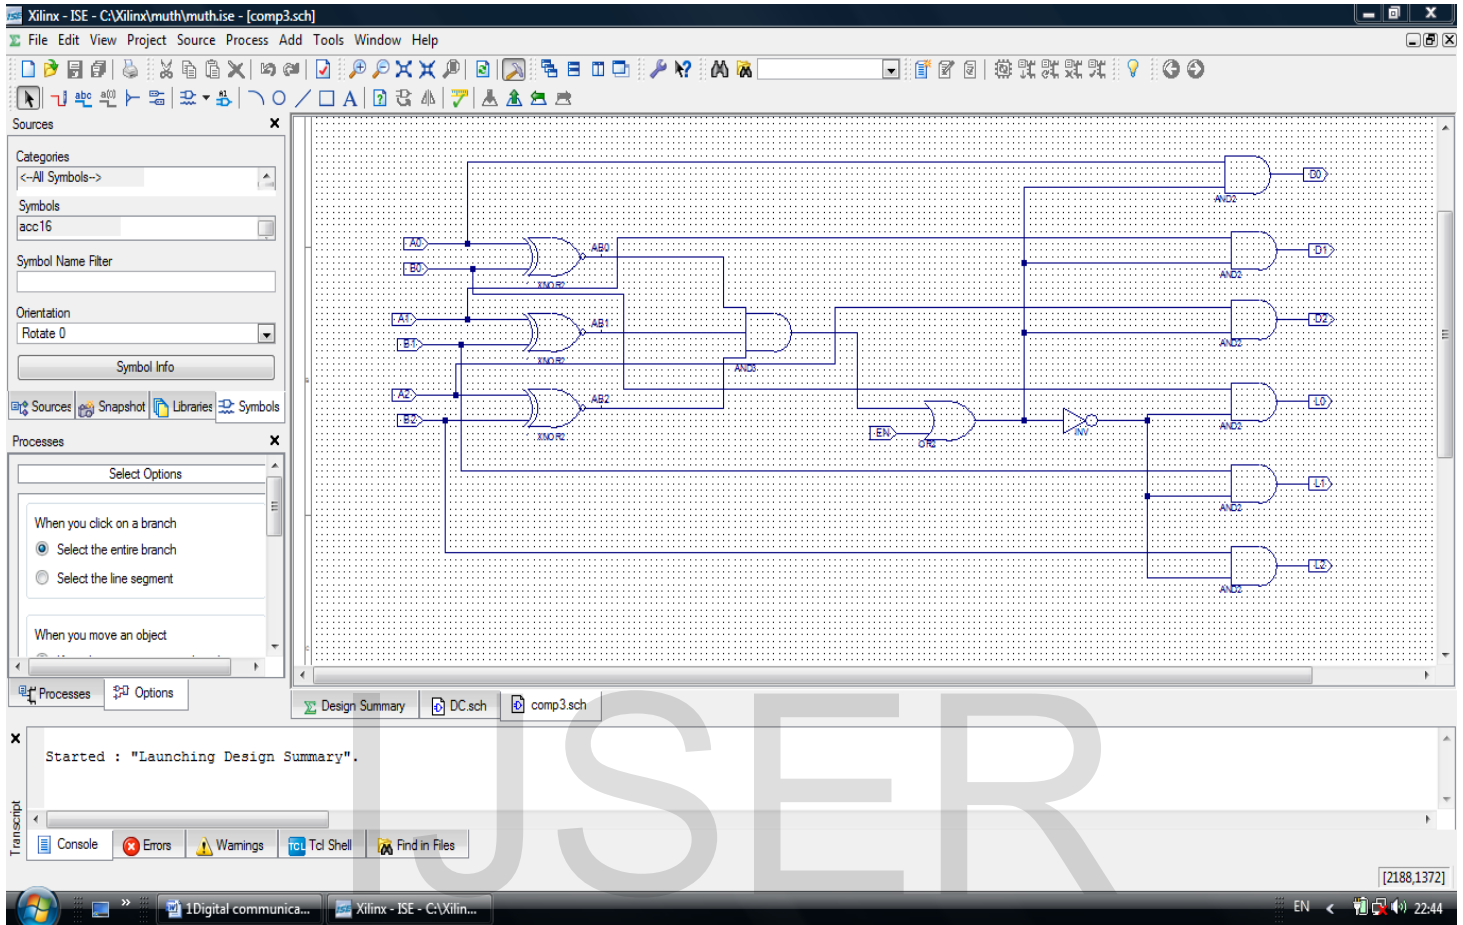 ISE Xilinx - ISE - C:\Xilinx\muth\muth.ise - [comp3.sch]
File Edit View Project Source Process Add Tools Window Help
Sources
Categories
<--All Symbols-->
Symbols
acc16
Symbol Name Filter
Orientation
Rotate 0
Symbol Info
Sources Snapshot Libraries Symbols
Processes
Select Options
When you click on a branch
Select the entire branch
Select the line segment
When you move an object
Processes Options
D0
AND2
A0
AB0
D1
B0
AND2
XNOR2
A1
AB1
D2
B1
AND2
XNOR2
AND3
A2
AB2
L0
B2
EN
INV
AND2
XNOR2
OR2
L1
AND2
L2
AND2
Design Summary DC.sch comp3.sch
Started : "Launching Design Summary".
Transcript
Console Errors Warnings TCL Tcl Shell Find in Files
IJSER
[2188,1372]
1Digital communica... ISE Xilinx - ISE - C:\Xilin... EN 22:44